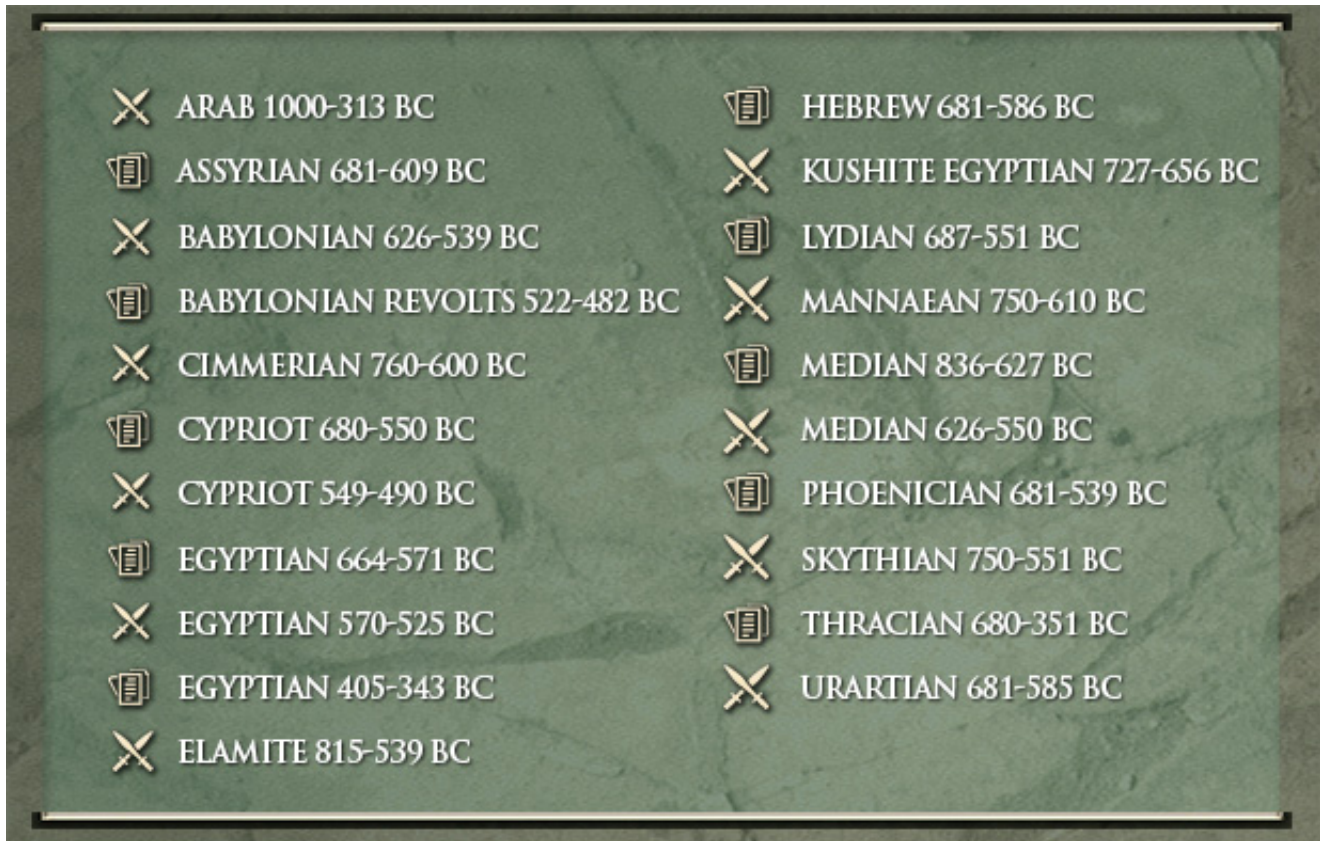 ARAB 1000-313 BC
ASSYRIAN 681-609 BC
BABYLONIAN 626-539 BC
BABYLONIAN REVOLTS 522-482 BC
CIMMERIAN 760-600 BC
CYPRIOT 680-550 BC
CYPRIOT 549-490 BC
EGYPTIAN 664-571 BC
EGYPTIAN 570-525 BC
EGYPTIAN 405-343 BC
ELAMITE 815-539 BC
HEBREW 681-586 BC
KUSHITE EGYPTIAN 727-656 BC
LYDIAN 687-551 BC
MANNAEAN 750-610 BC
MEDIAN 836-627 BC
MEDIAN 626-550 BC
PHOENICIAN 681-539 BC
SKYTHIAN 750-551 BC
THRACIAN 680-351 BC
URARTIAN 681-585 BC